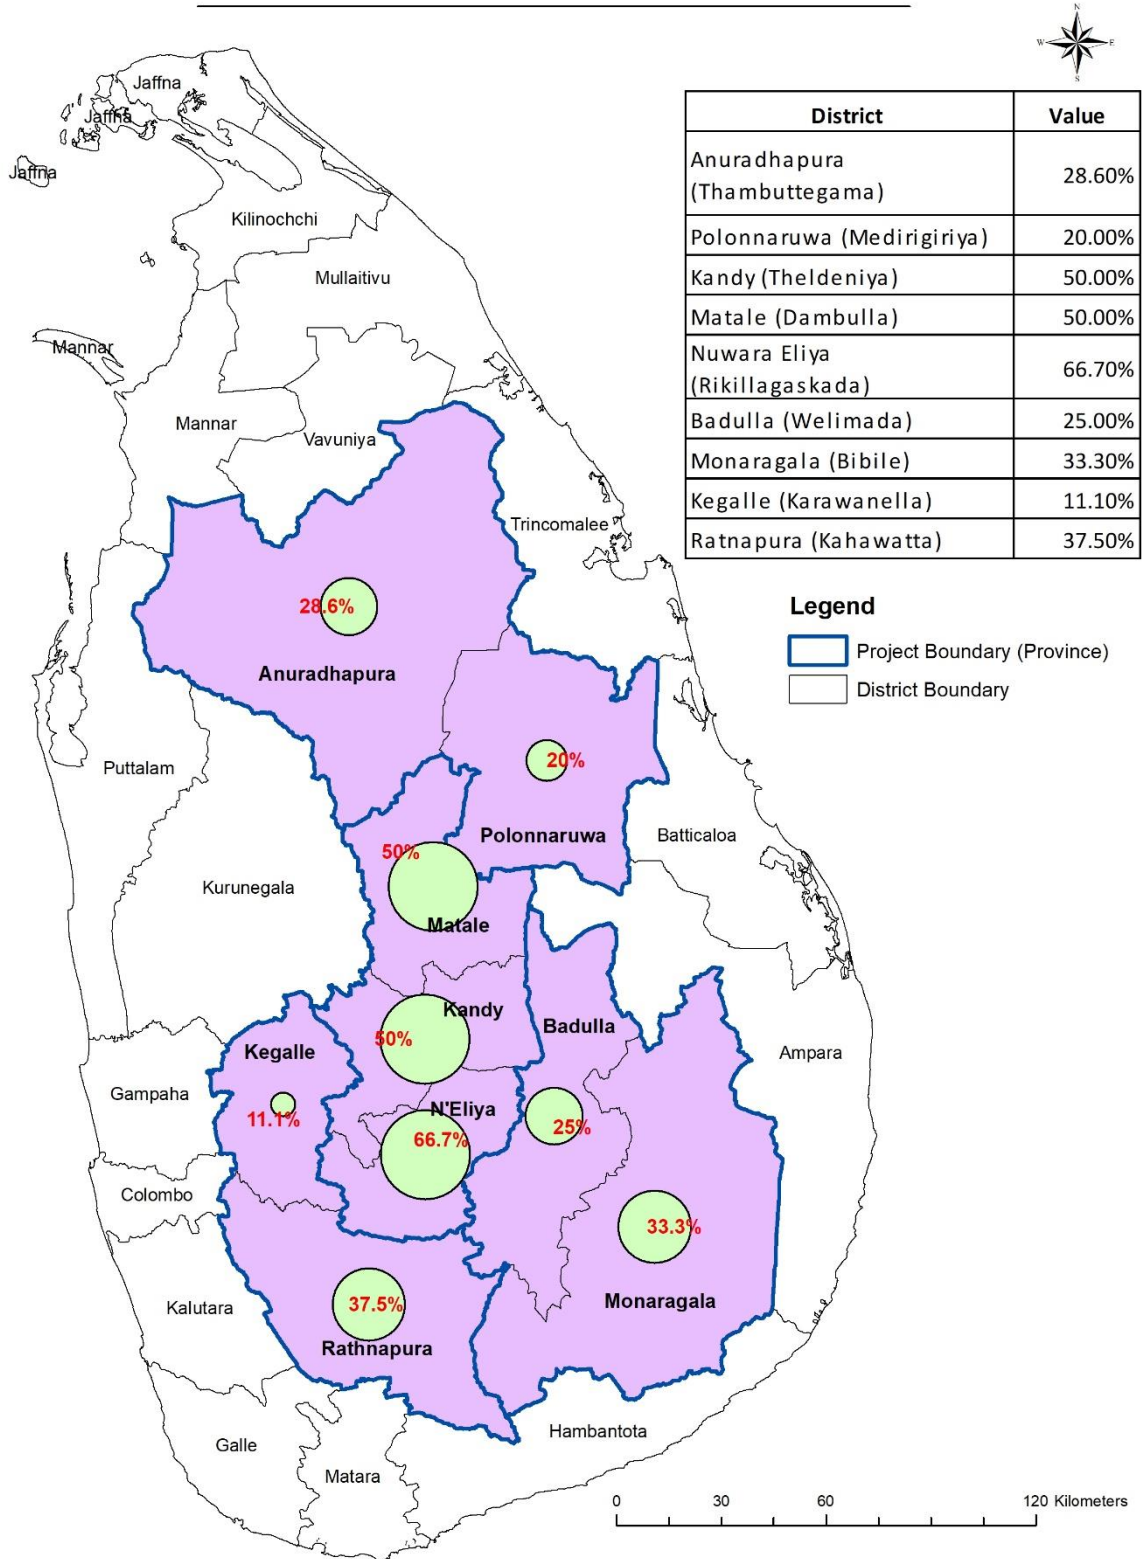 N
W E
S
District Value
Anuradhapura
(Thambuttegama) 28.60%
Polonnaruwa (Medirigiriya) 20.00%
Kandy (Theldeniya) 50.00%
Matale (Dambulla) 50.00%
Nuwara Eliya
(Rikillagaskada) 66.70%
Badulla (Welimada) 25.00%
Monaragala (Bibile) 33.30%
Kegalle (Karawanella) 11.10%
Ratnapura (Kahawatta) 37.50%
Legend
Project Boundary (Province)
District Boundary
Jaffna
Jaffna
Jaffna
Kilinochchi
Mullaitivu
Mannar
Mannar
Vavuniya
Trincomalee
28.6%
Anuradhapura
20%
Puttalam
Polonnaruwa
Batticaloa
50%
Kurunegala
Matale
Kandy
Badulla
50%
Kegalle
Ampara
Gampaha
N'Eliya
11.1%
25%
66.7%
Colombo
33.3%
Kalutara
37.5%
Monaragala
Rathnapura
Hambantota
Galle
Matara
0 30 60 120 Kilometers